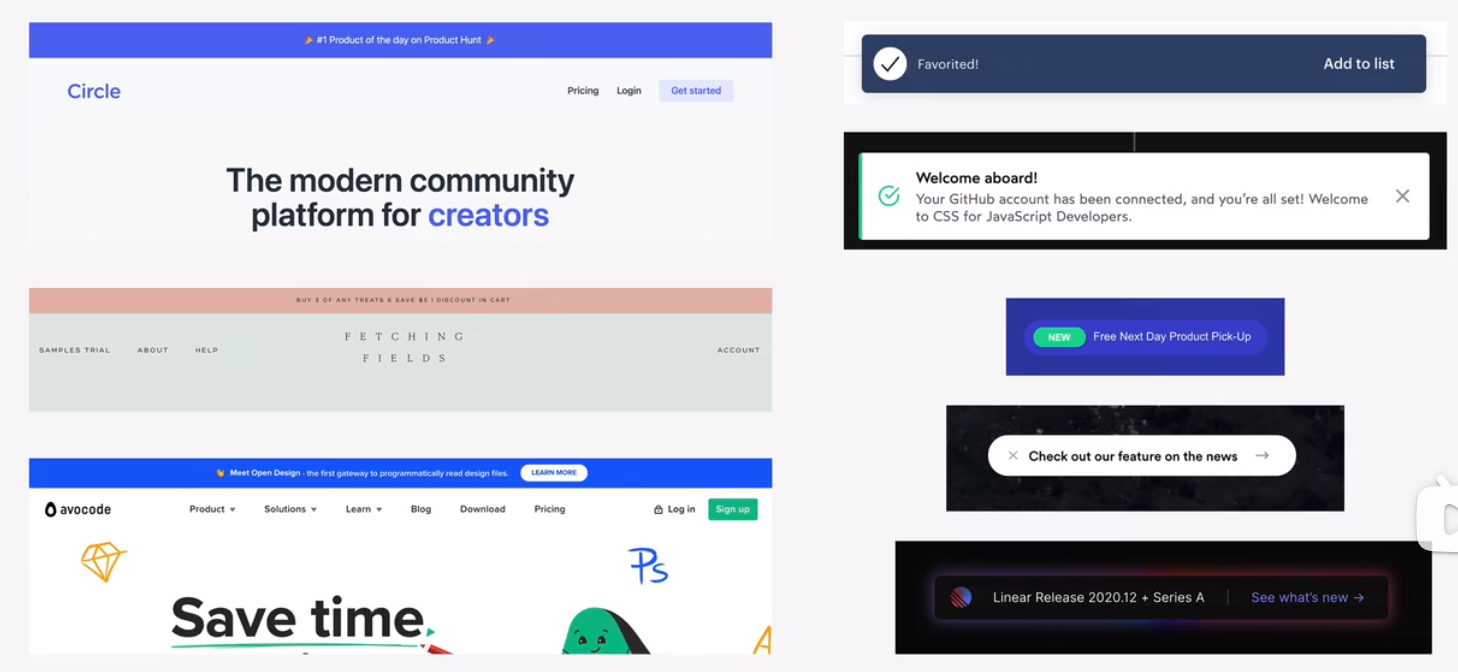 🎉 #1 Product of the day on Product Hunt 🎉
Circle
Pricing Login Get started
The modern community
platform for creators
BUY 3 OF ANY TREATS & SAVE $5 | DISCOUNT IN CART
FETCHING
FIELDS
SAMPLES TRIAL ABOUT HELP ACCOUNT
👋 Meet Open Design - the first gateway to programmatically read design files. LEARN MORE
avocode Product Solutions Learn Blog Download Pricing Log in Sign up
Ps
Save time
Favorited! Add to list
Welcome aboard!
Your GitHub account has been connected, and you're all set! Welcome
to CSS for JavaScript Developers.
NEW Free Next Day Product Pick-Up
Check out our feature on the news →
Linear Release 2020.12 + Series A See what's new →